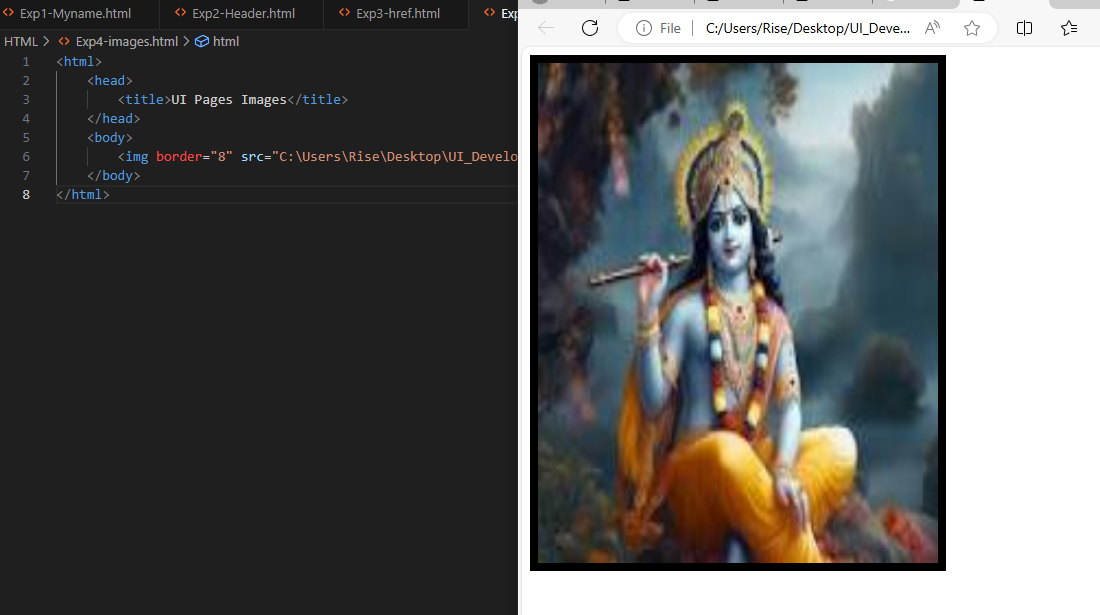 Exp1-Myname.html Exp2-Header.html Exp3-href.html Exp
HTML > Exp4-images.html > html
1 <html>
2 <head>
3 <title>UI Pages Images</title>
4 </head>
5 <body>
6 <img border="8" src="C:\Users\Rise\Desktop\UI_Develo
7 </body>
8 </html>
File | C:/Users/Rise/Desktop/UI_Deve... A